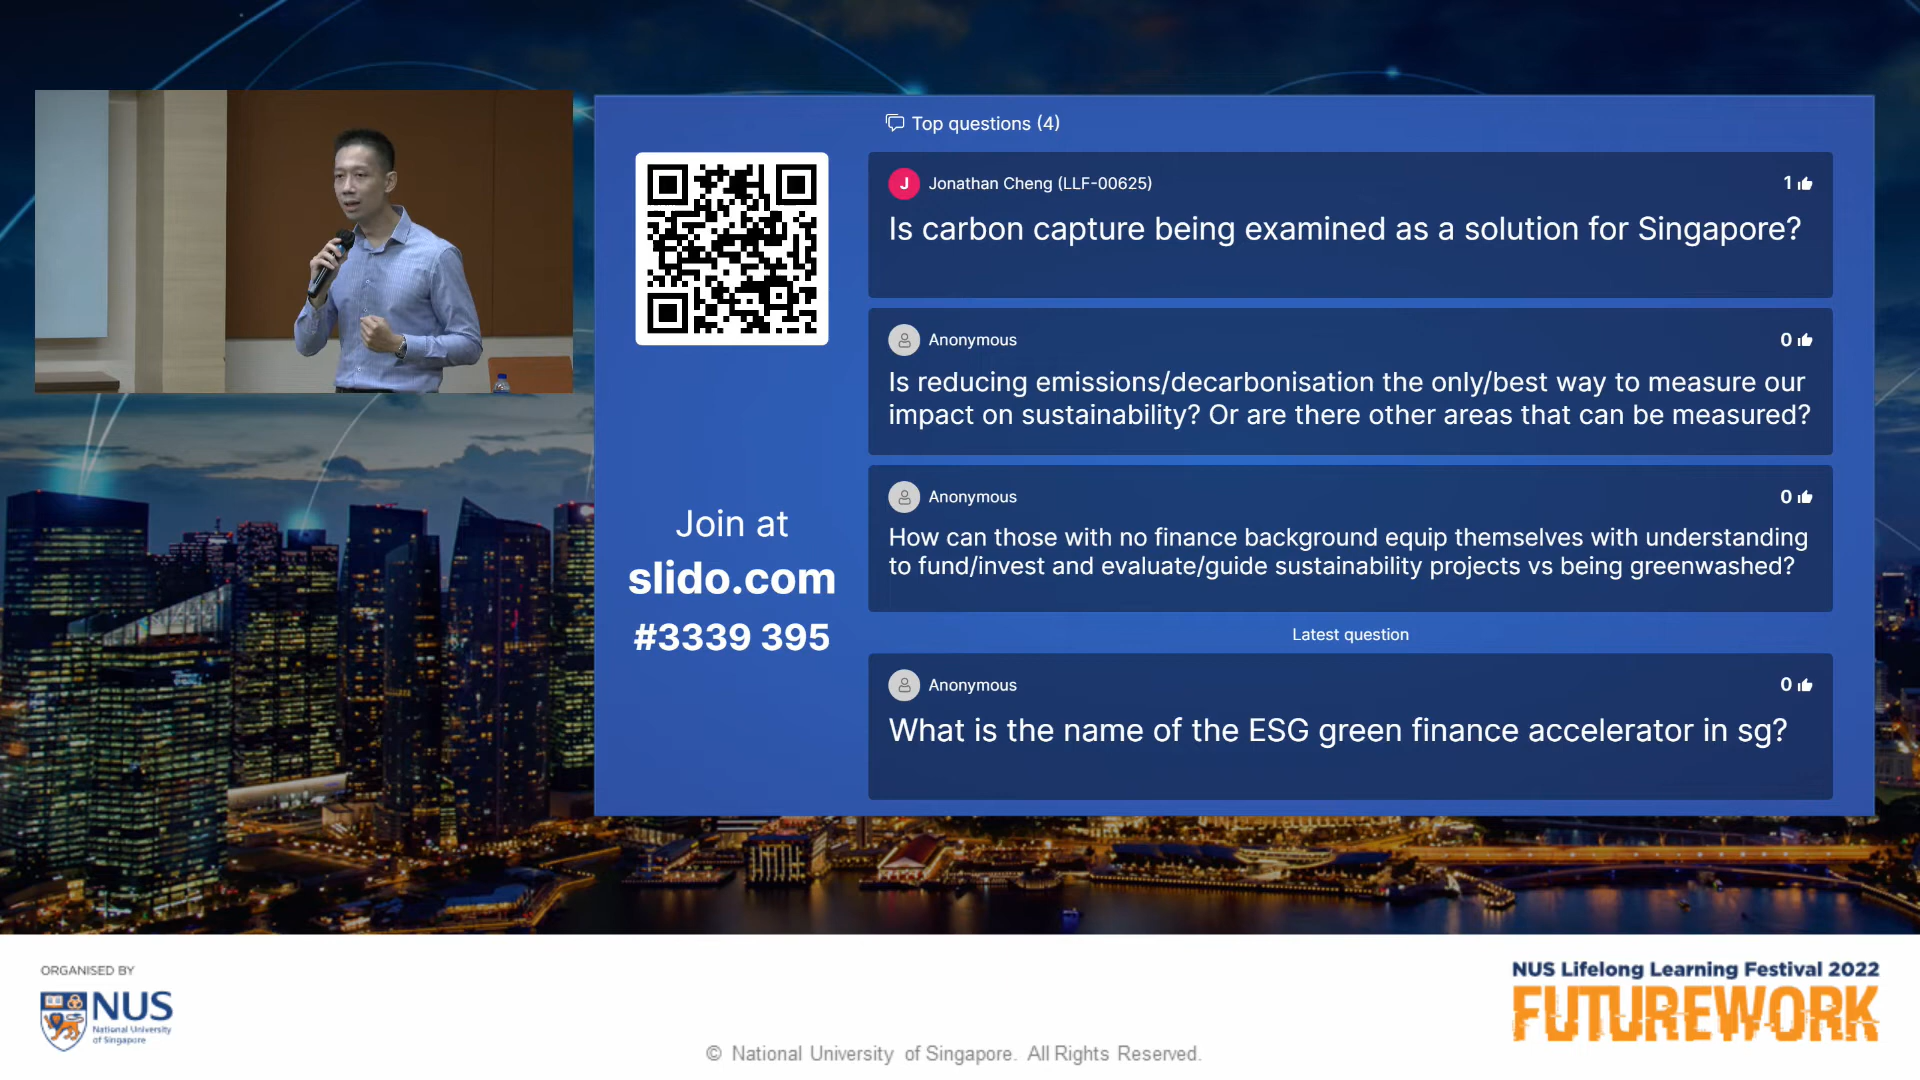 Top questions (4)
J
Jonathan Cheng (LLF-00625)
1
Is carbon capture being examined as a solution for Singapore?
Anonymous
0
Is reducing emissions/decarbonisation the only/best way to measure our
impact on sustainability? Or are there other areas that can be measured?
Anonymous
0
How can those with no finance background equip themselves with understanding
to fund/invest and evaluate/guide sustainability projects vs being greenwashed?
Latest question
Anonymous
0
What is the name of the ESG green finance accelerator in sg?
Join at
slido.com
#3339 395
ORGANISED BY
NUS
National University
of Singapore
© National University of Singapore. All Rights Reserved.
NUS Lifelong Learning Festival 2022
FUTUREWORK